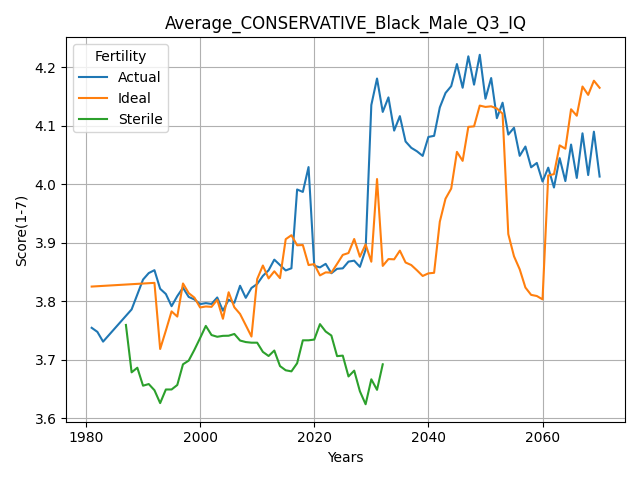 Average_CONSERVATIVE_Black_Male_Q3_IQ
Fertility
Actual
Ideal
Sterile
Score(1-7)
4.2
4.1
4.0
3.9
3.8
3.7
3.6
1980 2000 2020 2040 2060
Years